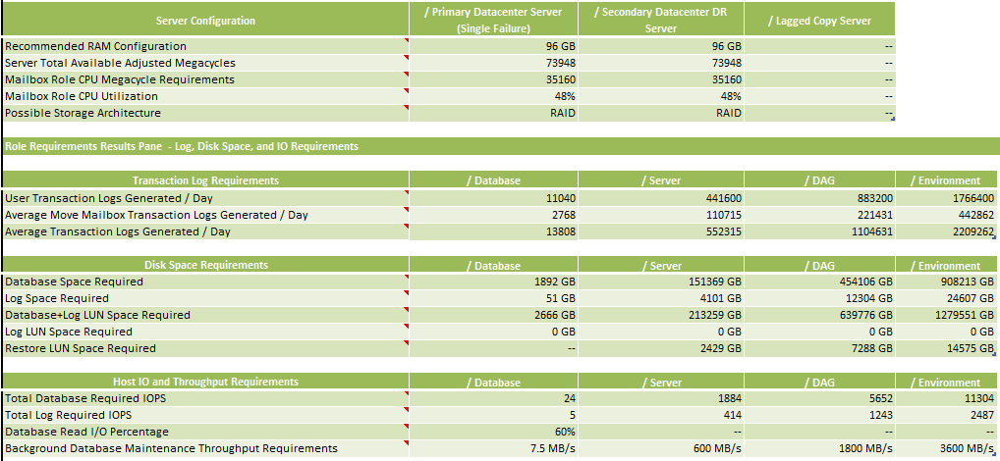 Server Configuration / Primary Datacenter Server (Single Failure) / Secondary Datacenter DR Server / Lagged Copy Server
Recommended RAM Configuration 96 GB 96 GB --
Server Total Available Adjusted Megacycles 73948 73948 --
Mailbox Role CPU Megacycle Requirements 35160 35160 --
Mailbox Role CPU Utilization 48% 48% --
Possible Storage Architecture RAID RAID --
Role Requirements Results Pane - Log, Disk Space, and IO Requirements
Transaction Log Requirements / Database / Server / DAG / Environment
User Transaction Logs Generated / Day 11040 441600 883200 1766400
Average Move Mailbox Transaction Logs Generated / Day 2768 110715 221431 442862
Average Transaction Logs Generated / Day 13808 552315 1104631 2209262
Disk Space Requirements / Database / Server / DAG / Environment
Database Space Required 1892 GB 151369 GB 454106 GB 908213 GB
Log Space Required 51 GB 4101 GB 12304 GB 24607 GB
Database+Log LUN Space Required 2666 GB 213259 GB 639776 GB 1279551 GB
Log LUN Space Required 0 GB 0 GB 0 GB 0 GB
Restore LUN Space Required -- 2429 GB 7288 GB 14575 GB
Host IO and Throughput Requirements / Database / Server / DAG / Environment
Total Database Required IOPS 24 1884 5652 11304
Total Log Required IOPS 5 414 1243 2487
Database Read I/O Percentage 60% -- -- --
Background Database Maintenance Throughput Requirements 7.5 MB/s 600 MB/s 1800 MB/s 3600 MB/s